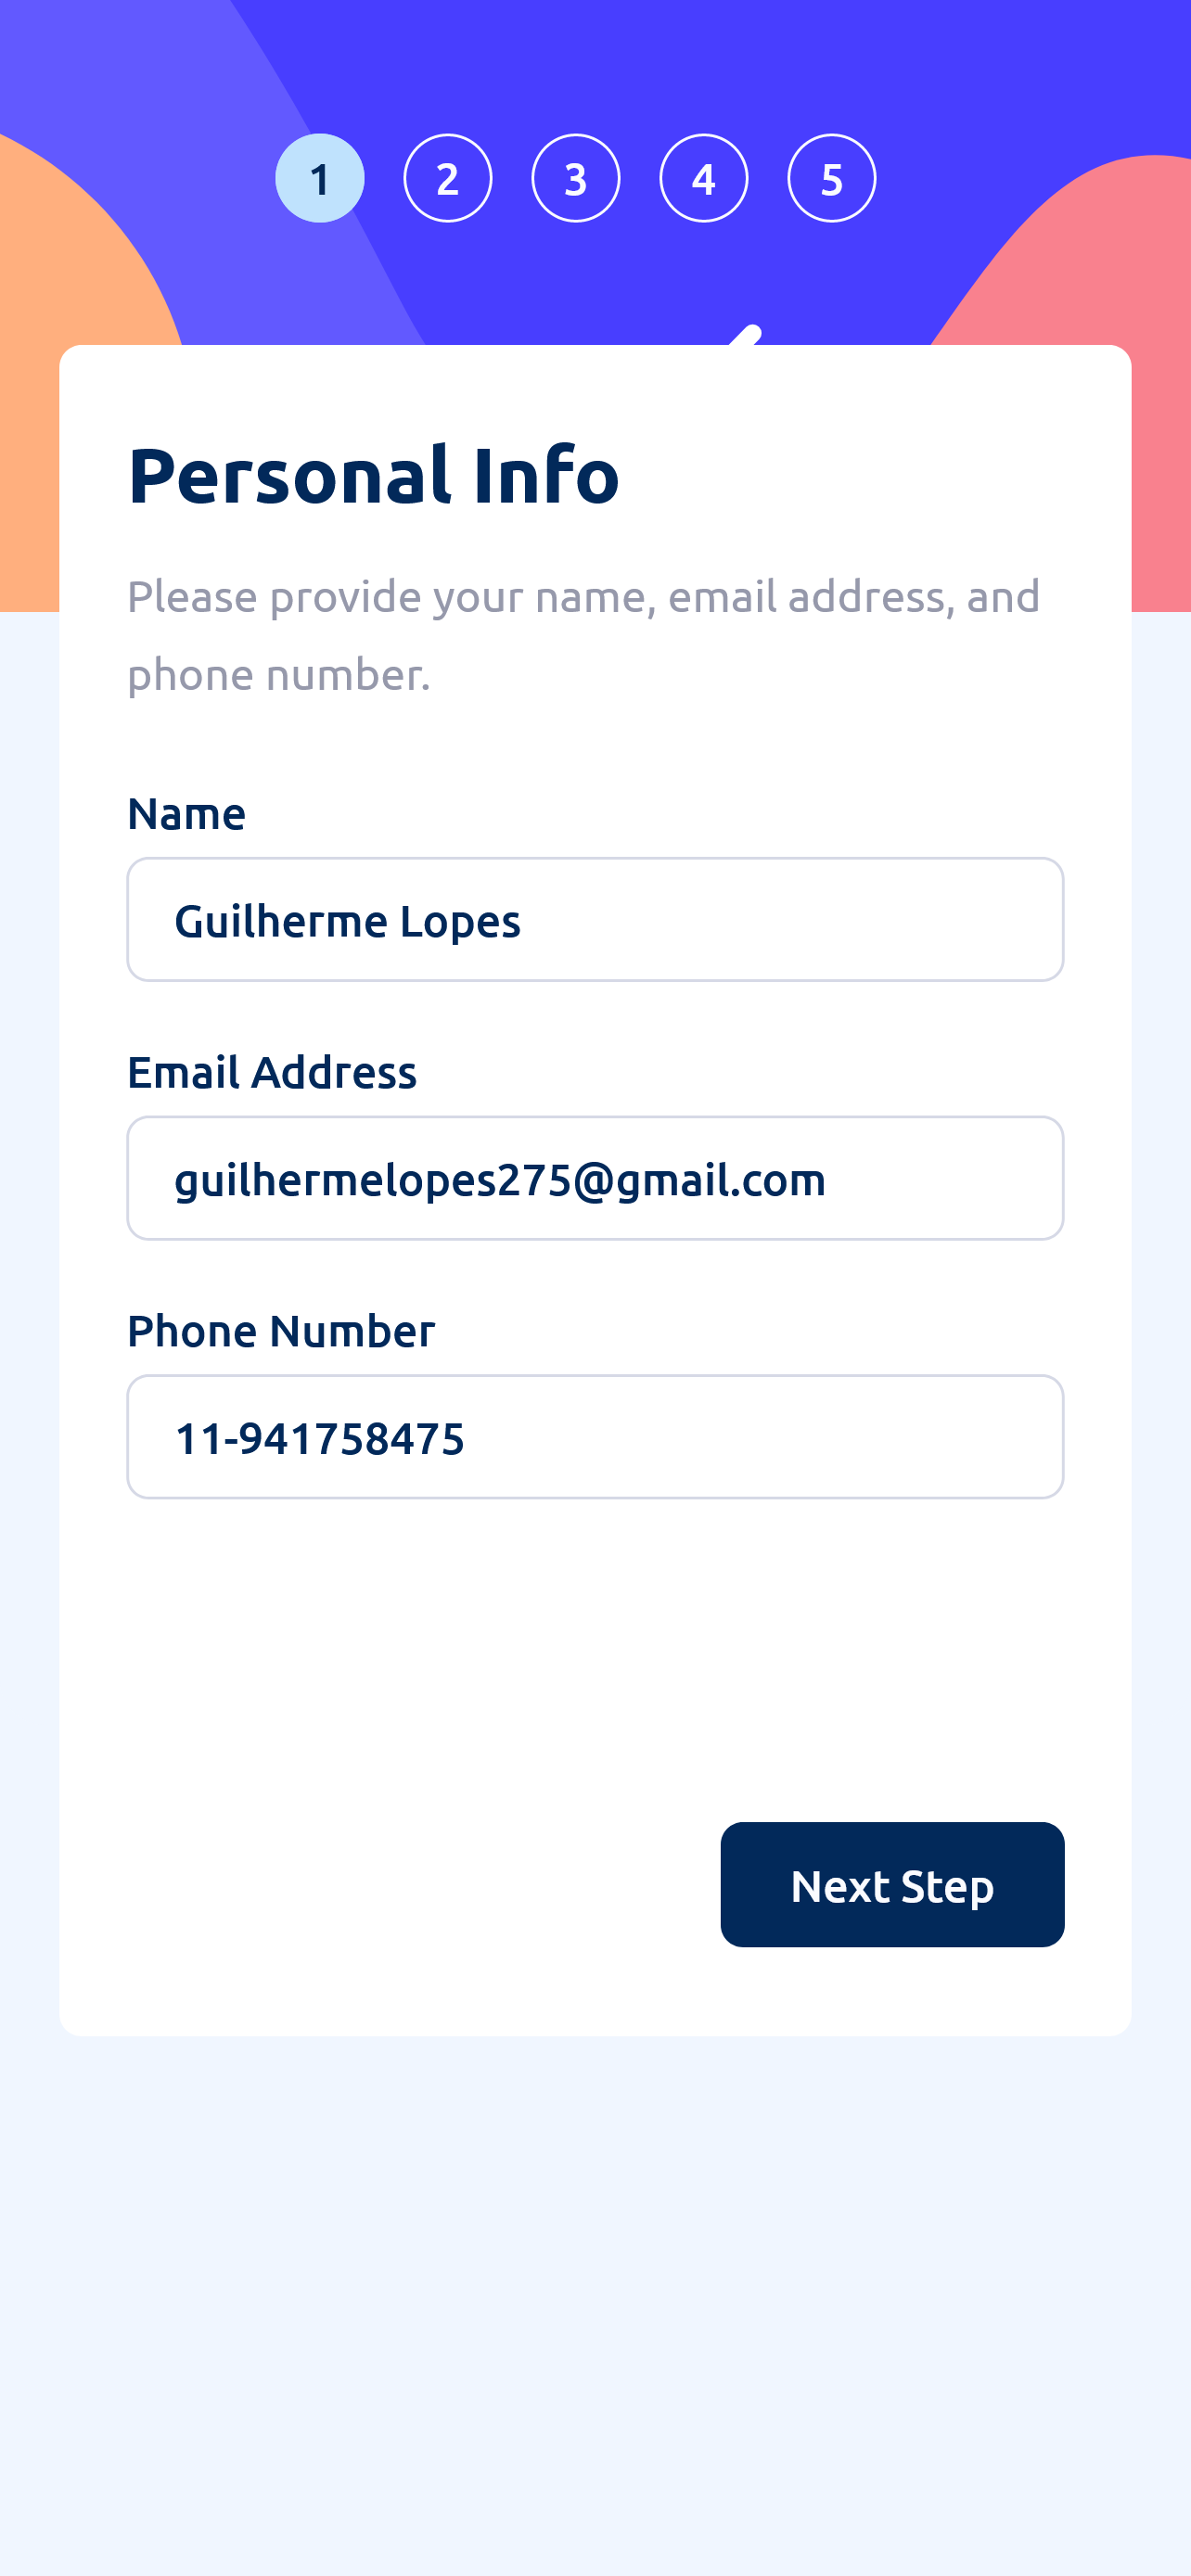 1 2 3 4 5
Personal Info
Please provide your name, email address, and
phone number.
Name
Guilherme Lopes
Email Address
guilhermelopes275@gmail.com
Phone Number
11-941758475
Next Step